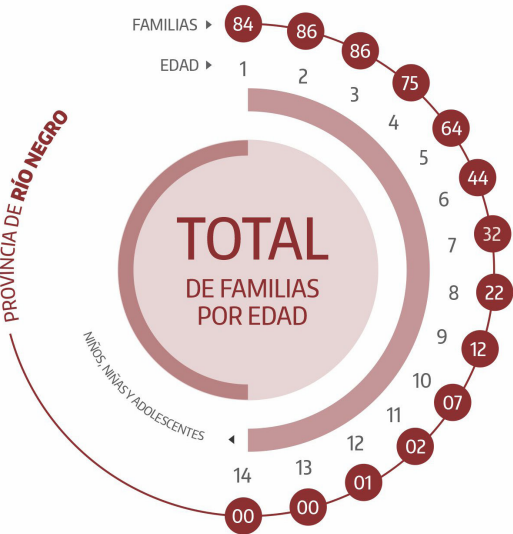 FAMILIAS ▸ 84 86 86 75 64 44 32 22 12 07 02 01 00 00
EDAD ▸ 1 2 3 4 5 6 7 8 9 10 11 12 13 14
PROVINCIA DE RÍO NEGRO
TOTAL
DE FAMILIAS
POR EDAD
NIÑOS, NIÑAS Y ADOLESCENTES